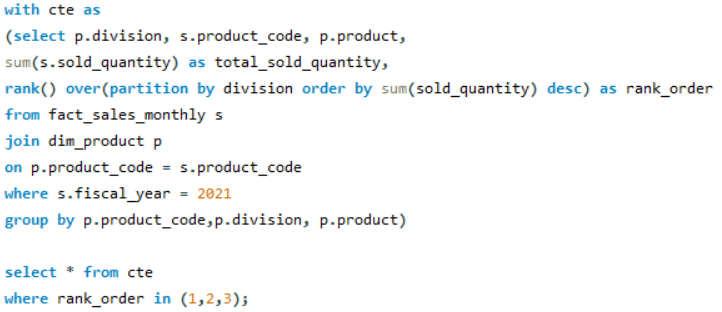 with cte as
(select p.division, s.product_code, p.product,
sum(s.sold_quantity) as total_sold_quantity,
rank() over(partition by division order by sum(sold_quantity) desc) as rank_order
from fact_sales_monthly s
join dim_product p
on p.product_code = s.product_code
where s.fiscal_year = 2021
group by p.product_code,p.division, p.product)
select * from cte
where rank_order in (1,2,3);